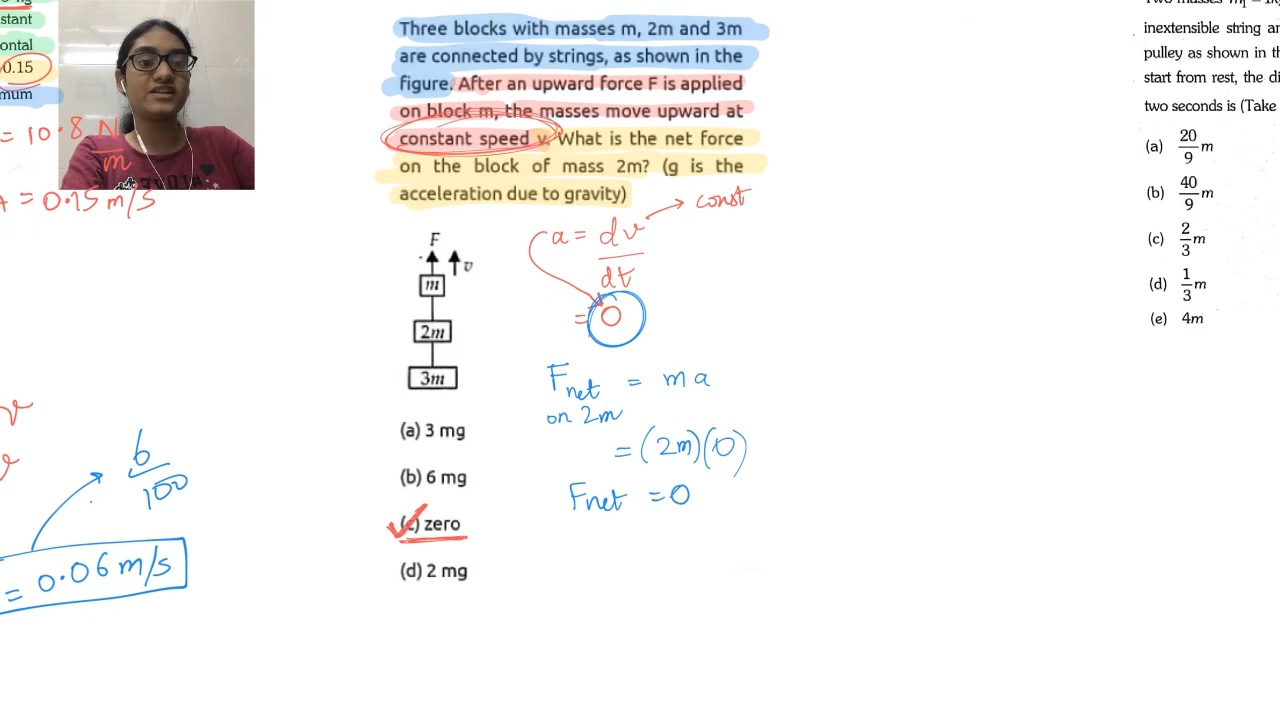 stant
ontal
0.15
mum
= 10.8 N/m
= 0.15 m/s
b/100
= 0.06 m/s
Three blocks with masses m, 2m and 3m
are connected by strings, as shown in the
figure. After an upward force F is applied
on block m, the masses move upward at
constant speed v. What is the net force
on the block of mass 2m? (g is the
acceleration due to gravity)
F
v
m
2m
3m
(a) 3 mg
(b) 6 mg
(c) zero
(d) 2 mg
a = dv/dt → const
= 0
Fnet = ma
on 2m
= (2m)(0)
Fnet = 0
inextensible string an
pulley as shown in th
start from rest, the di
two seconds is (Take
(a) 20/9 m
(b) 40/9 m
(c) 2/3 m
(d) 1/3 m
(e) 4m